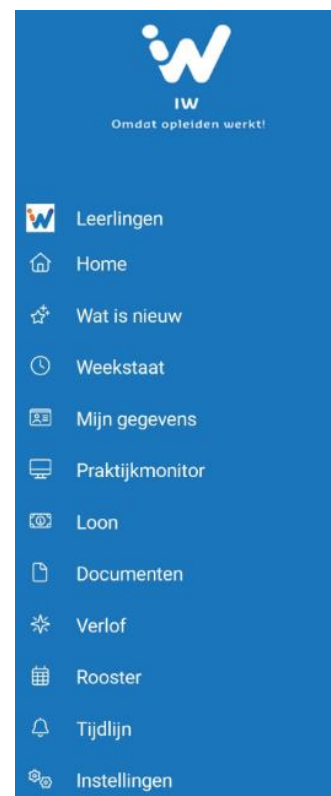 IW
Omdat opleiden werkt!
Leerlingen
Home
Wat is nieuw
Weekstaat
Mijn gegevens
Praktijkmonitor
Loon
Documenten
Verlof
Rooster
Tijdlijn
Instellingen